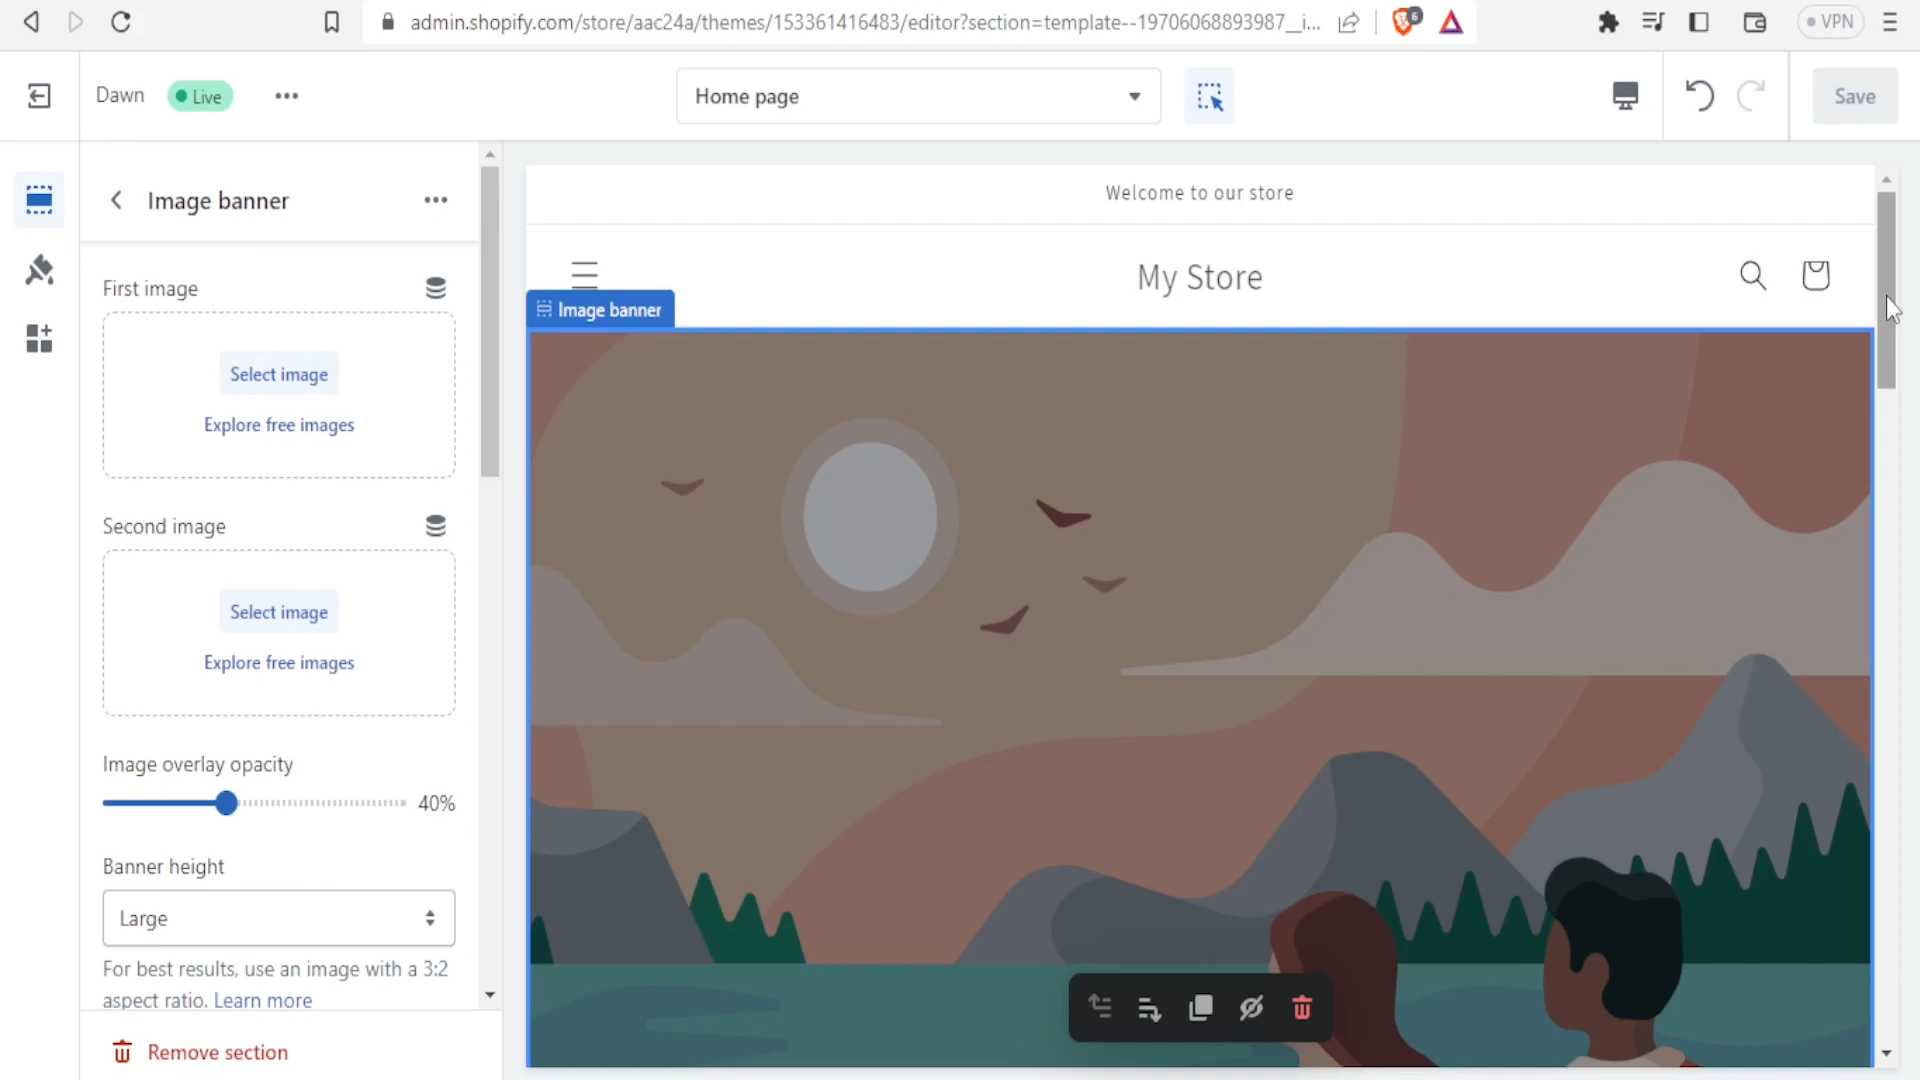 admin.shopify.com/store/aac24a/themes/153361416483/editor?section=template--19706068893987__i...
6
VPN
Dawn
Live
Home page
Save
Image banner
First image
Select image
Explore free images
Second image
Select image
Explore free images
Image overlay opacity
40%
Banner height
Large
For best results, use an image with a 3:2
aspect ratio. Learn more
Remove section
Welcome to our store
My Store
Image banner